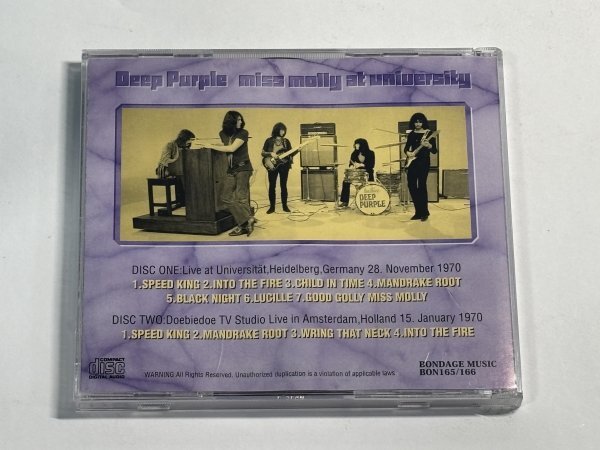 Deep Purple miss molly at university
DEEP PURPLE
DISC ONE:Live at Universität,Heidelberg,Germany 28. November 1970
1.SPEED KING 2.INTO THE FIRE 3.CHILD IN TIME 4.MANDRAKE ROOT
5.BLACK NIGHT 6.LUCILLE 7.GOOD GOLLY MISS MOLLY
DISC TWO:Doebiedoe TV Studio Live in Amsterdam,Holland 15. January 1970
1.SPEED KING 2.MANDRAKE ROOT 3.WRING THAT NECK 4.INTO THE FIRE
COMPACT
disc
DIGITAL AUDIO
WARNING:All Rights Reserved. Unauthorized duplication is a violation of applicable laws.
BONDAGE MUSIC
BON165/166